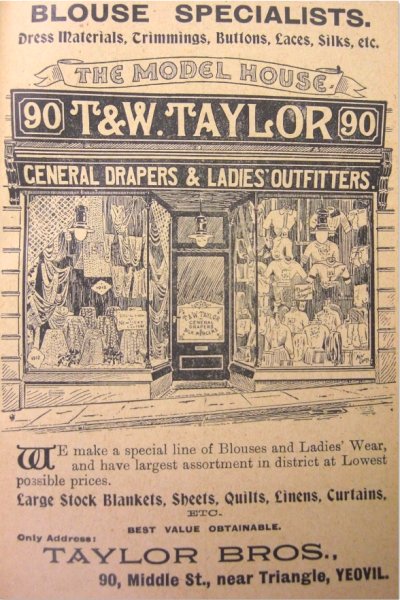 BLOUSE SPECIALISTS.
Dress Materials, Trimmings, Buttons, Laces, Silks, etc.
THE MODEL HOUSE.
90 T&W. TAYLOR 90
GENERAL DRAPERS & LADIES' OUTFITTERS.
T&W. TAYLOR
GENERAL
DRAPERS
WE make a special line of Blouses and Ladies' Wear,
and have largest assortment in district at Lowest
possible prices.
Large Stock Blankets, Sheets, Quilts, Linens, Curtains,
ETC.
BEST VALUE OBTAINABLE.
Only Address:
TAYLOR BROS.,
90, Middle St., near Triangle, YEOVIL.